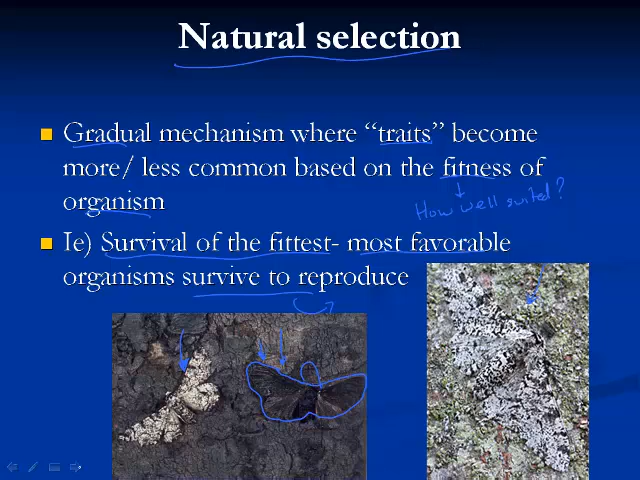 Natural selection
Gradual mechanism where “traits” become
more/ less common based on the fitness of
organism
How well suited?
Ie) Survival of the fittest- most favorable
organisms survive to reproduce